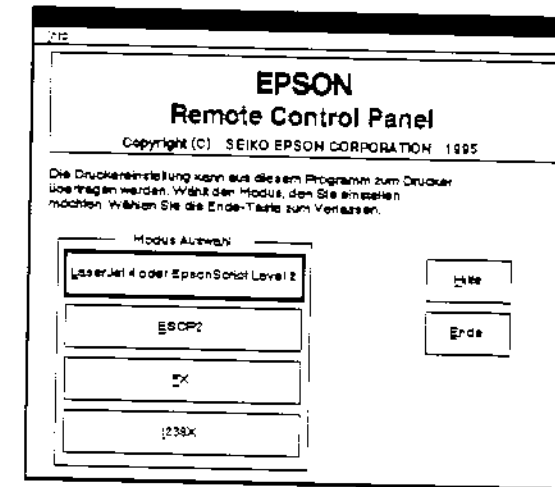 Info
EPSON
Remote Control Panel
Copyright (C) SEIKO EPSON CORPORATION 1995
Die Druckereinstellung kann aus diesem Programm zum Drucker
übertragen werden. Wählt den Modus, den Sie einstellen
möchten. Wählen Sie die Ende-Taste zum Verlassen.
Modus Auswahl
LaserJet 4 oder EpsonScript Level 2
Hilfe
ESCP2
Ende
FX
I239X